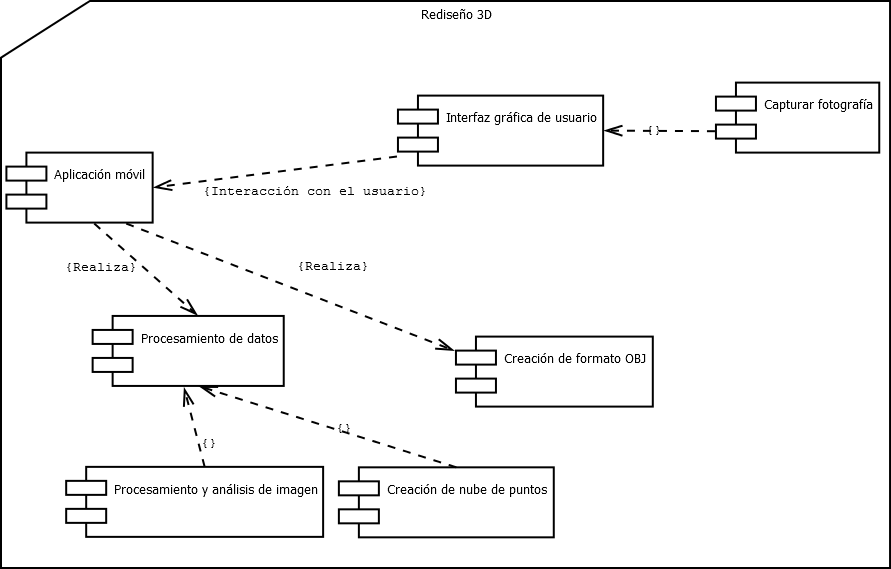 Rediseño 3D
Capturar fotografía
Interfaz gráfica de usuario
{}
Aplicación móvil
{Interacción con el usuario}
{Realiza}
{Realiza}
Procesamiento de datos
Creación de formato OBJ
{}
{}
Procesamiento y análisis de imagen
Creación de nube de puntos